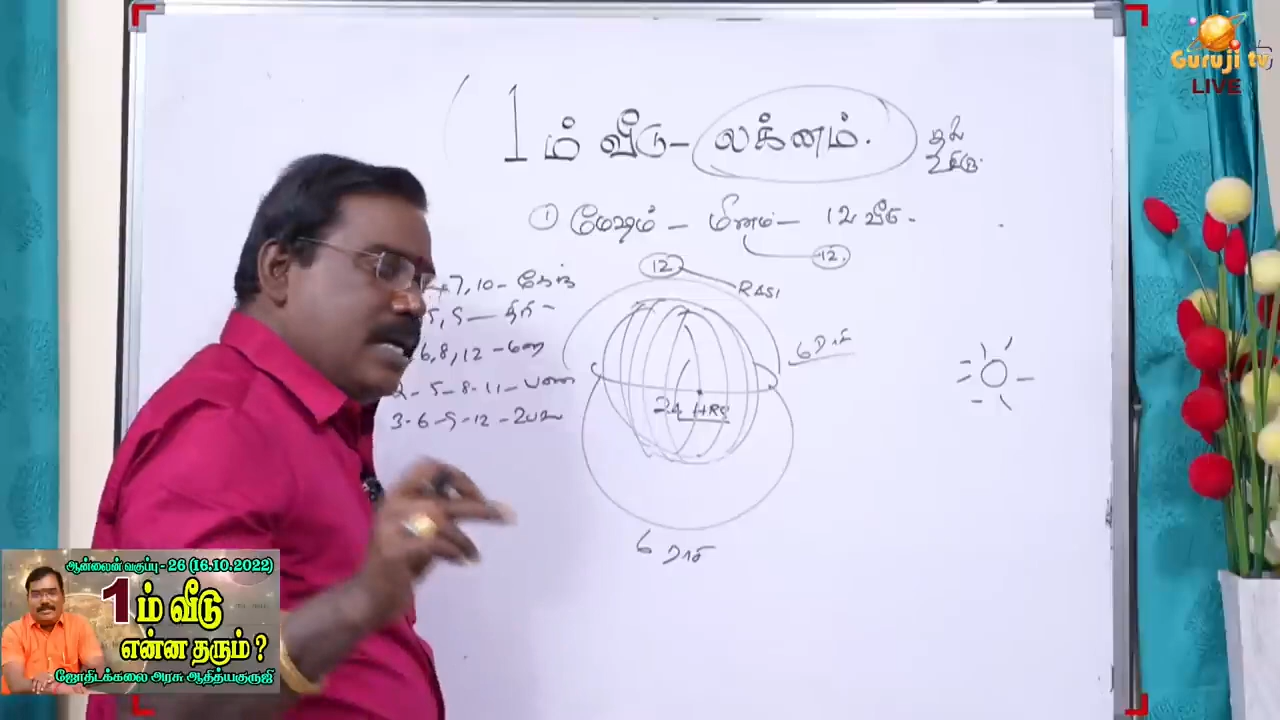 Guruji tv
LIVE
1ம் வீடு - லக்னம்.
உயிரு.
① மேஷம் - மீனம் - 12 வீடு.
12.
12
RASI
7, 10 - கேந்
5, 9 - திரி
6, 8, 12 - மறை
2 - 5 - 8 - 11 - பண
3 - 6 - 9 - 12 - உப
6 ராசி
24 HRS
6 ராசி
ஆன்லைன் வகுப்பு - 26 (16.10.2022)
1ம் வீடு
என்ன தரும் ?
ஜோதிடக்கலை அரசு ஆதித்யகுருஜி